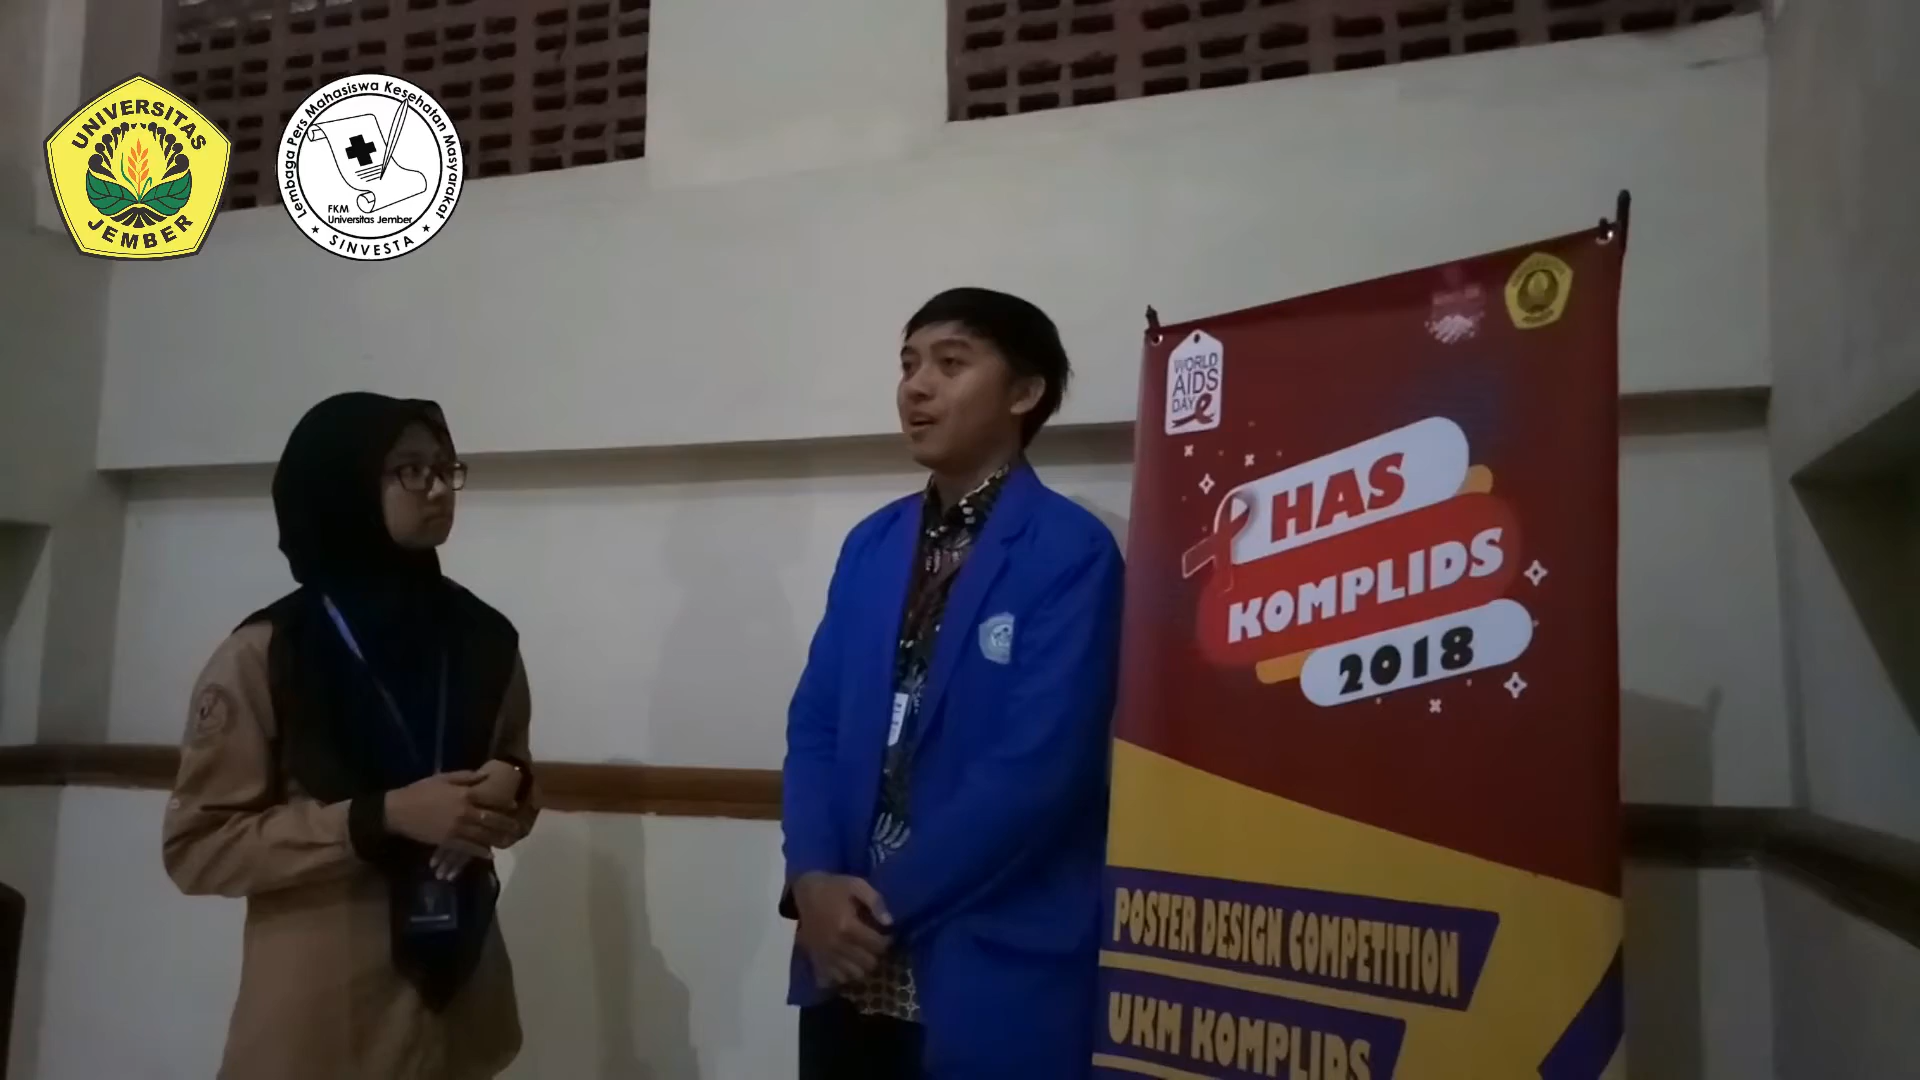 UNIVERSITAS
JEMBER
Lembaga Pers Mahasiswa Kesehatan Masyarakat
FKM
Universitas Jember
★ SINVESTA ★
WORLD
AIDS
DAY
HAS
KOMPLIDS
2018
POSTER DESIGN COMPETITION
UKM KOMPLIDS